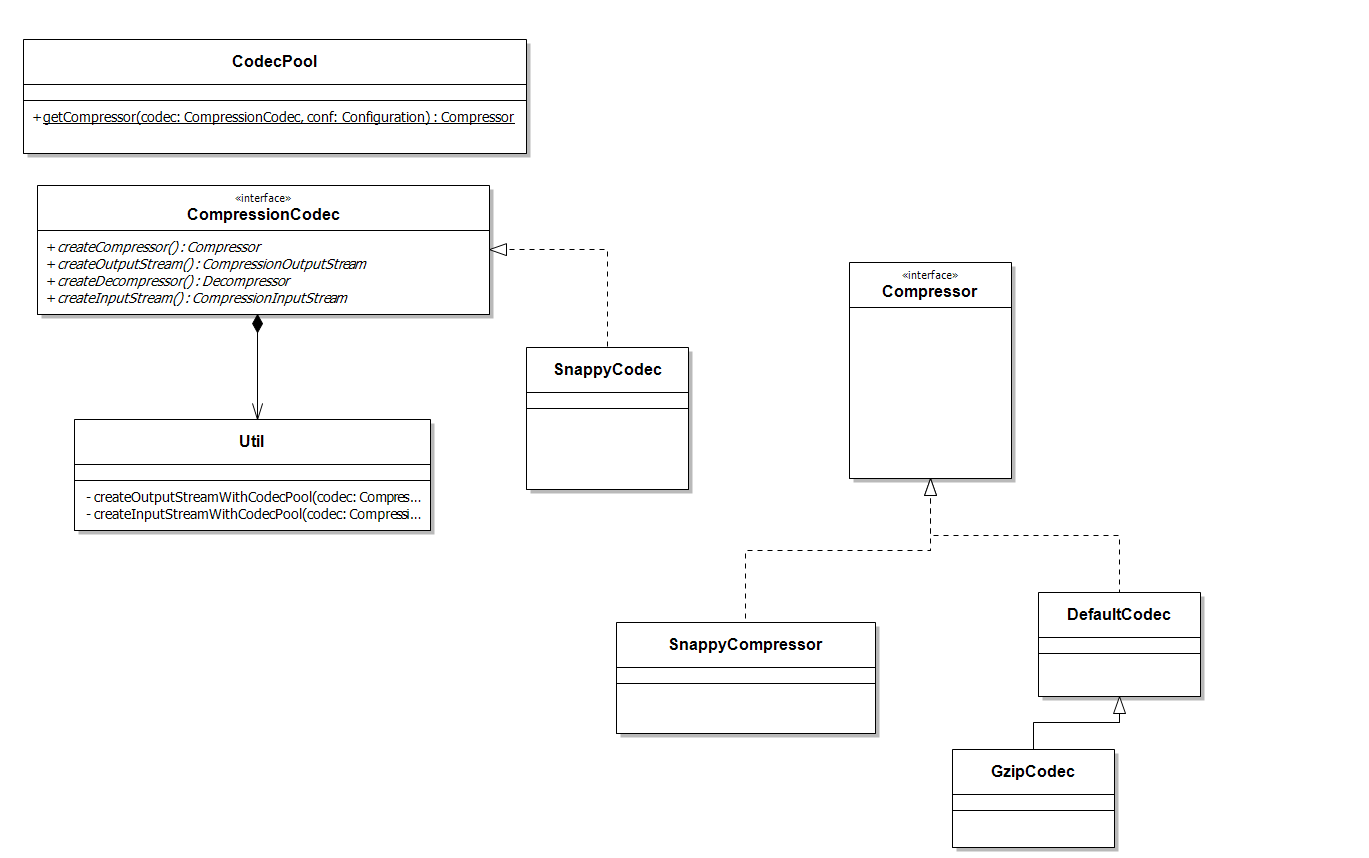 CodecPool
+ getCompressor(codec: CompressionCodec, conf: Configuration) : Compressor
«interface»
CompressionCodec
+ createCompressor() : Compressor
+ createOutputStream() : CompressionOutputStream
+ createDecompressor() : Decompressor
+ createInputStream() : CompressionInputStream
«interface»
Compressor
SnappyCodec
Util
- createOutputStreamWithCodecPool(codec: Compres...
- createInputStreamWithCodecPool(codec: Compressi...
DefaultCodec
SnappyCompressor
GzipCodec